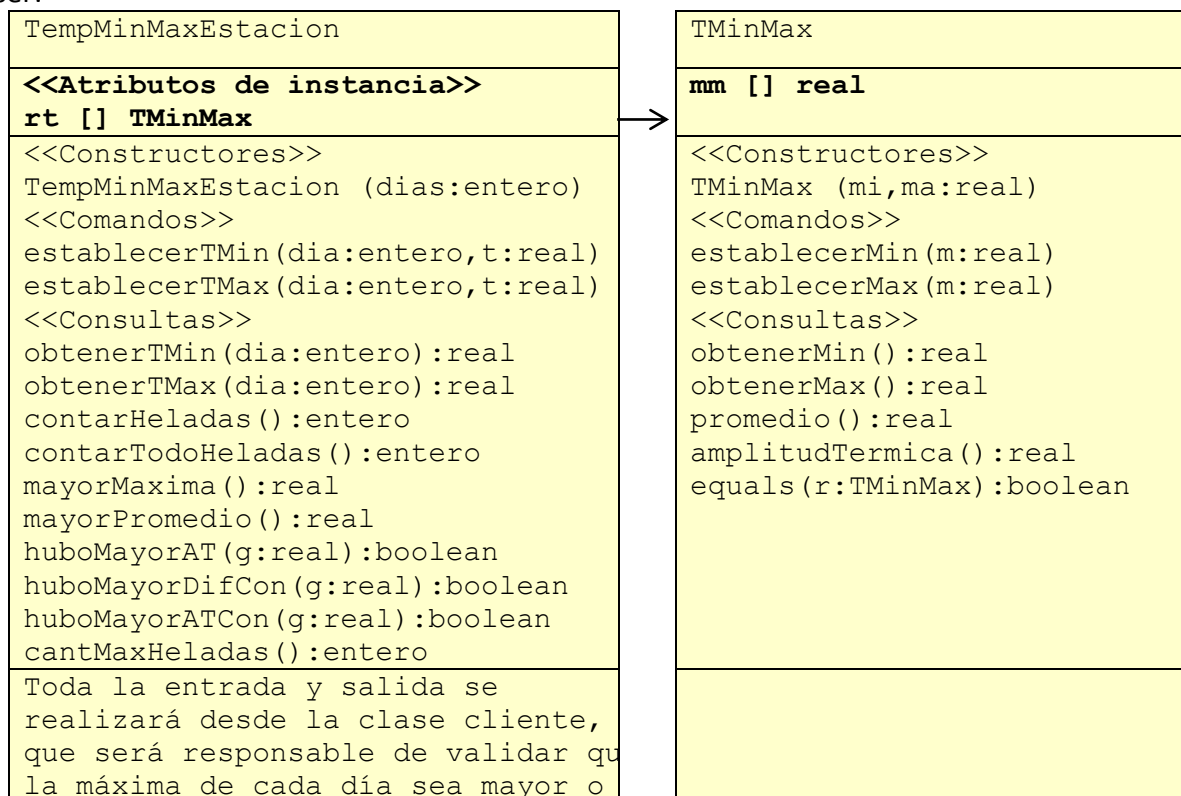 ser:
TempMinMaxEstacion
<<Atributos de instancia>>
rt [] TMinMax
<<Constructores>>
TempMinMaxEstacion (dias:entero)
<<Comandos>>
establecerTMin(dia:entero,t:real)
establecerTMax(dia:entero,t:real)
<<Consultas>>
obtenerTMin(dia:entero):real
obtenerTMax(dia:entero):real
contarHeladas():entero
contarTodoHeladas():entero
mayorMaxima():real
mayorPromedio():real
huboMayorAT(g:real):boolean
huboMayorDifCon(g:real):boolean
huboMayorATCon(g:real):boolean
cantMaxHeladas():entero
Toda la entrada y salida se
realizará desde la clase cliente,
que será responsable de validar qu
la máxima de cada día sea mayor o
TMinMax
mm [] real
<<Constructores>>
TMinMax (mi,ma:real)
<<Comandos>>
establecerMin(m:real)
establecerMax(m:real)
<<Consultas>>
obtenerMin():real
obtenerMax():real
promedio():real
amplitudTermica():real
equals(r:TMinMax):boolean